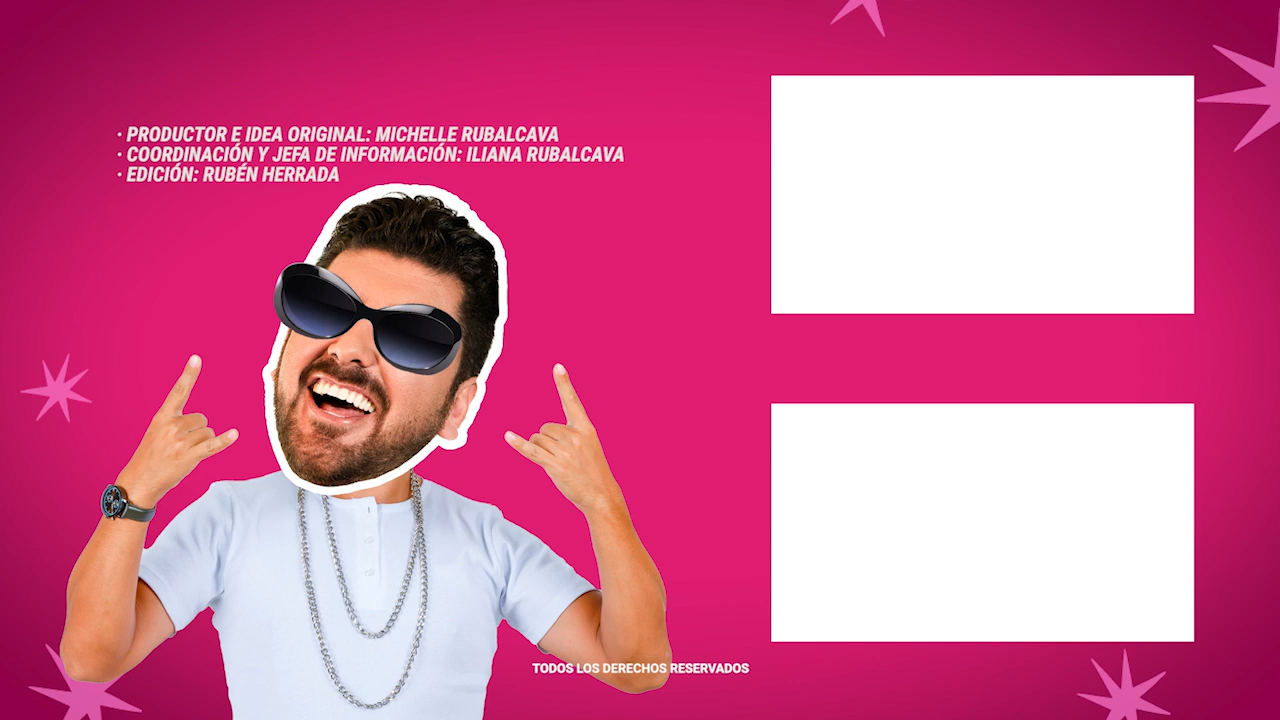 · PRODUCTOR E IDEA ORIGINAL: MICHELLE RUBALCAVA
· COORDINACIÓN Y JEFA DE INFORMACIÓN: ILIANA RUBALCAVA
· EDICIÓN: RUBÉN HERRADA
TODOS LOS DERECHOS RESERVADOS